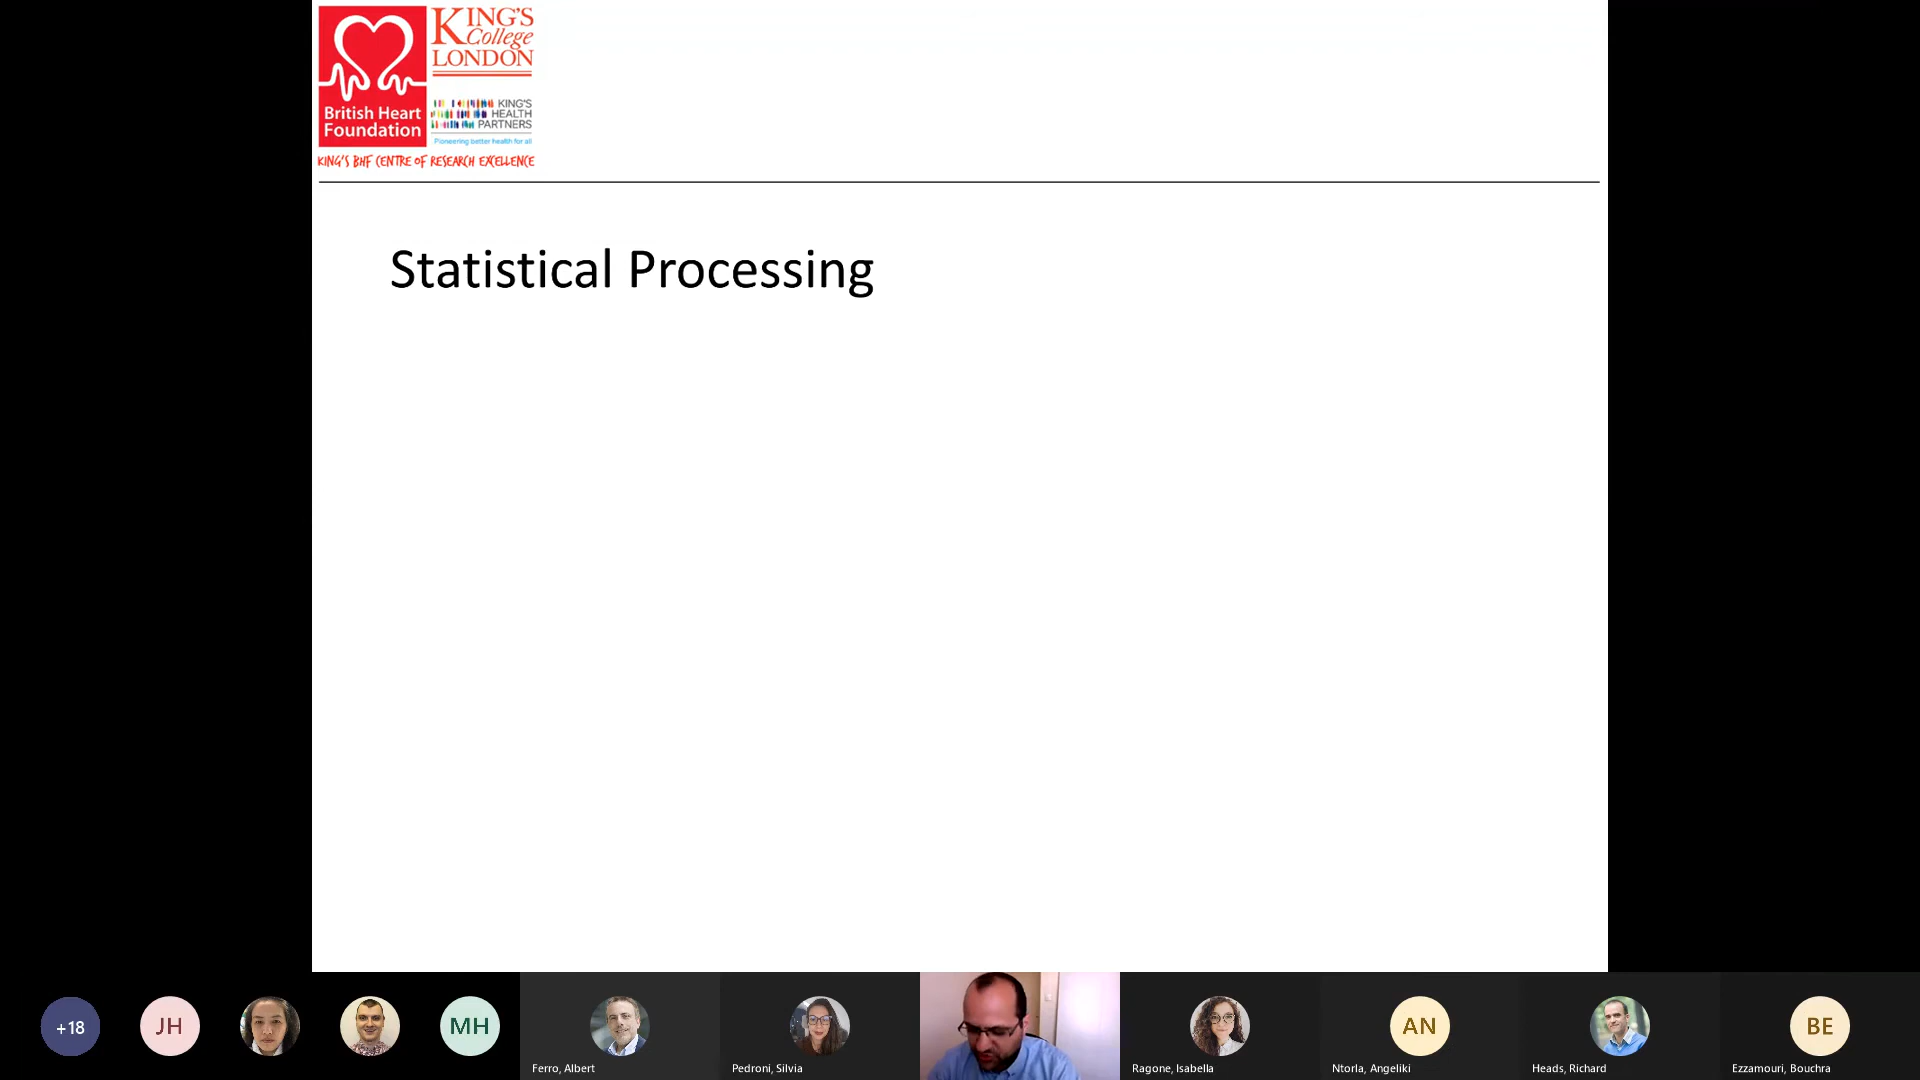 KING'S
College
LONDON
British Heart
Foundation
KING'S
HEALTH
PARTNERS
Pioneering better health for all
KING'S BHF CENTRE OF RESEARCH EXCELLENCE
Statistical Processing
+18
JH
MH
AN
BE
Ferro, Albert
Pedroni, Silvia
Ragone, Isabella
Ntorla, Angeliki
Heads, Richard
Ezzamouri, Bouchra